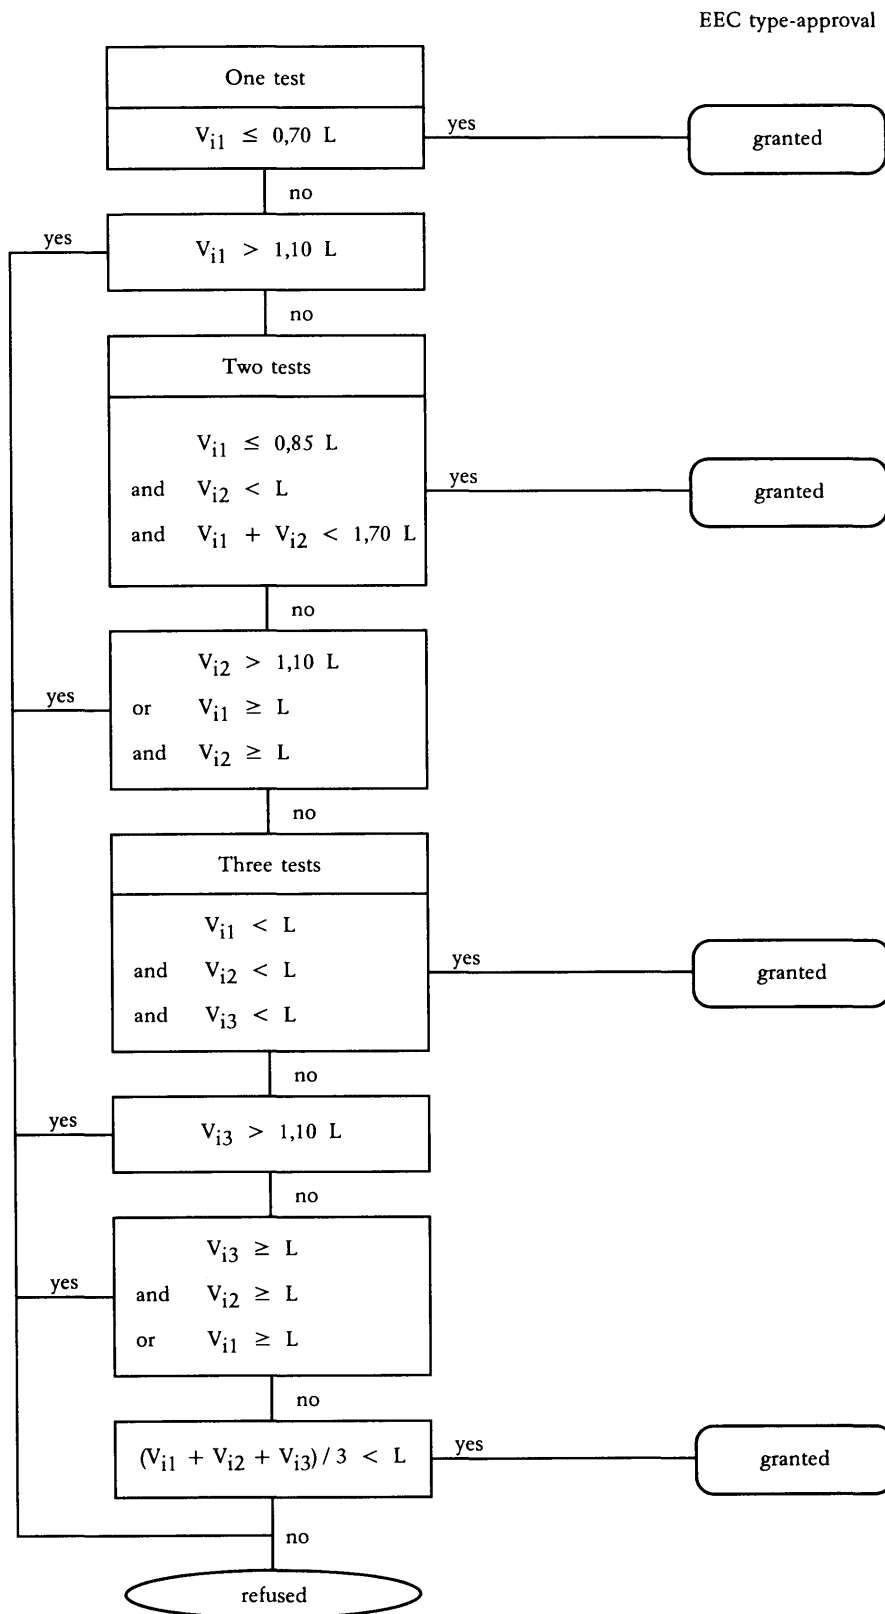 EEC type-approval
One test
Vi1 ≤ 0,70 L
yes
granted
no
yes
Vi1 > 1,10 L
no
Two tests
Vi1 ≤ 0,85 L
and Vi2 < L
and Vi1 + Vi2 < 1,70 L
yes
granted
no
Vi2 > 1,10 L
yes
or Vi1 ≥ L
and Vi2 ≥ L
no
Three tests
Vi1 < L
and Vi2 < L
and Vi3 < L
yes
granted
no
yes
Vi3 > 1,10 L
no
Vi3 ≥ L
yes
and Vi2 ≥ L
or Vi1 ≥ L
no
(Vi1 + Vi2 + Vi3) / 3 < L
yes
granted
no
refused